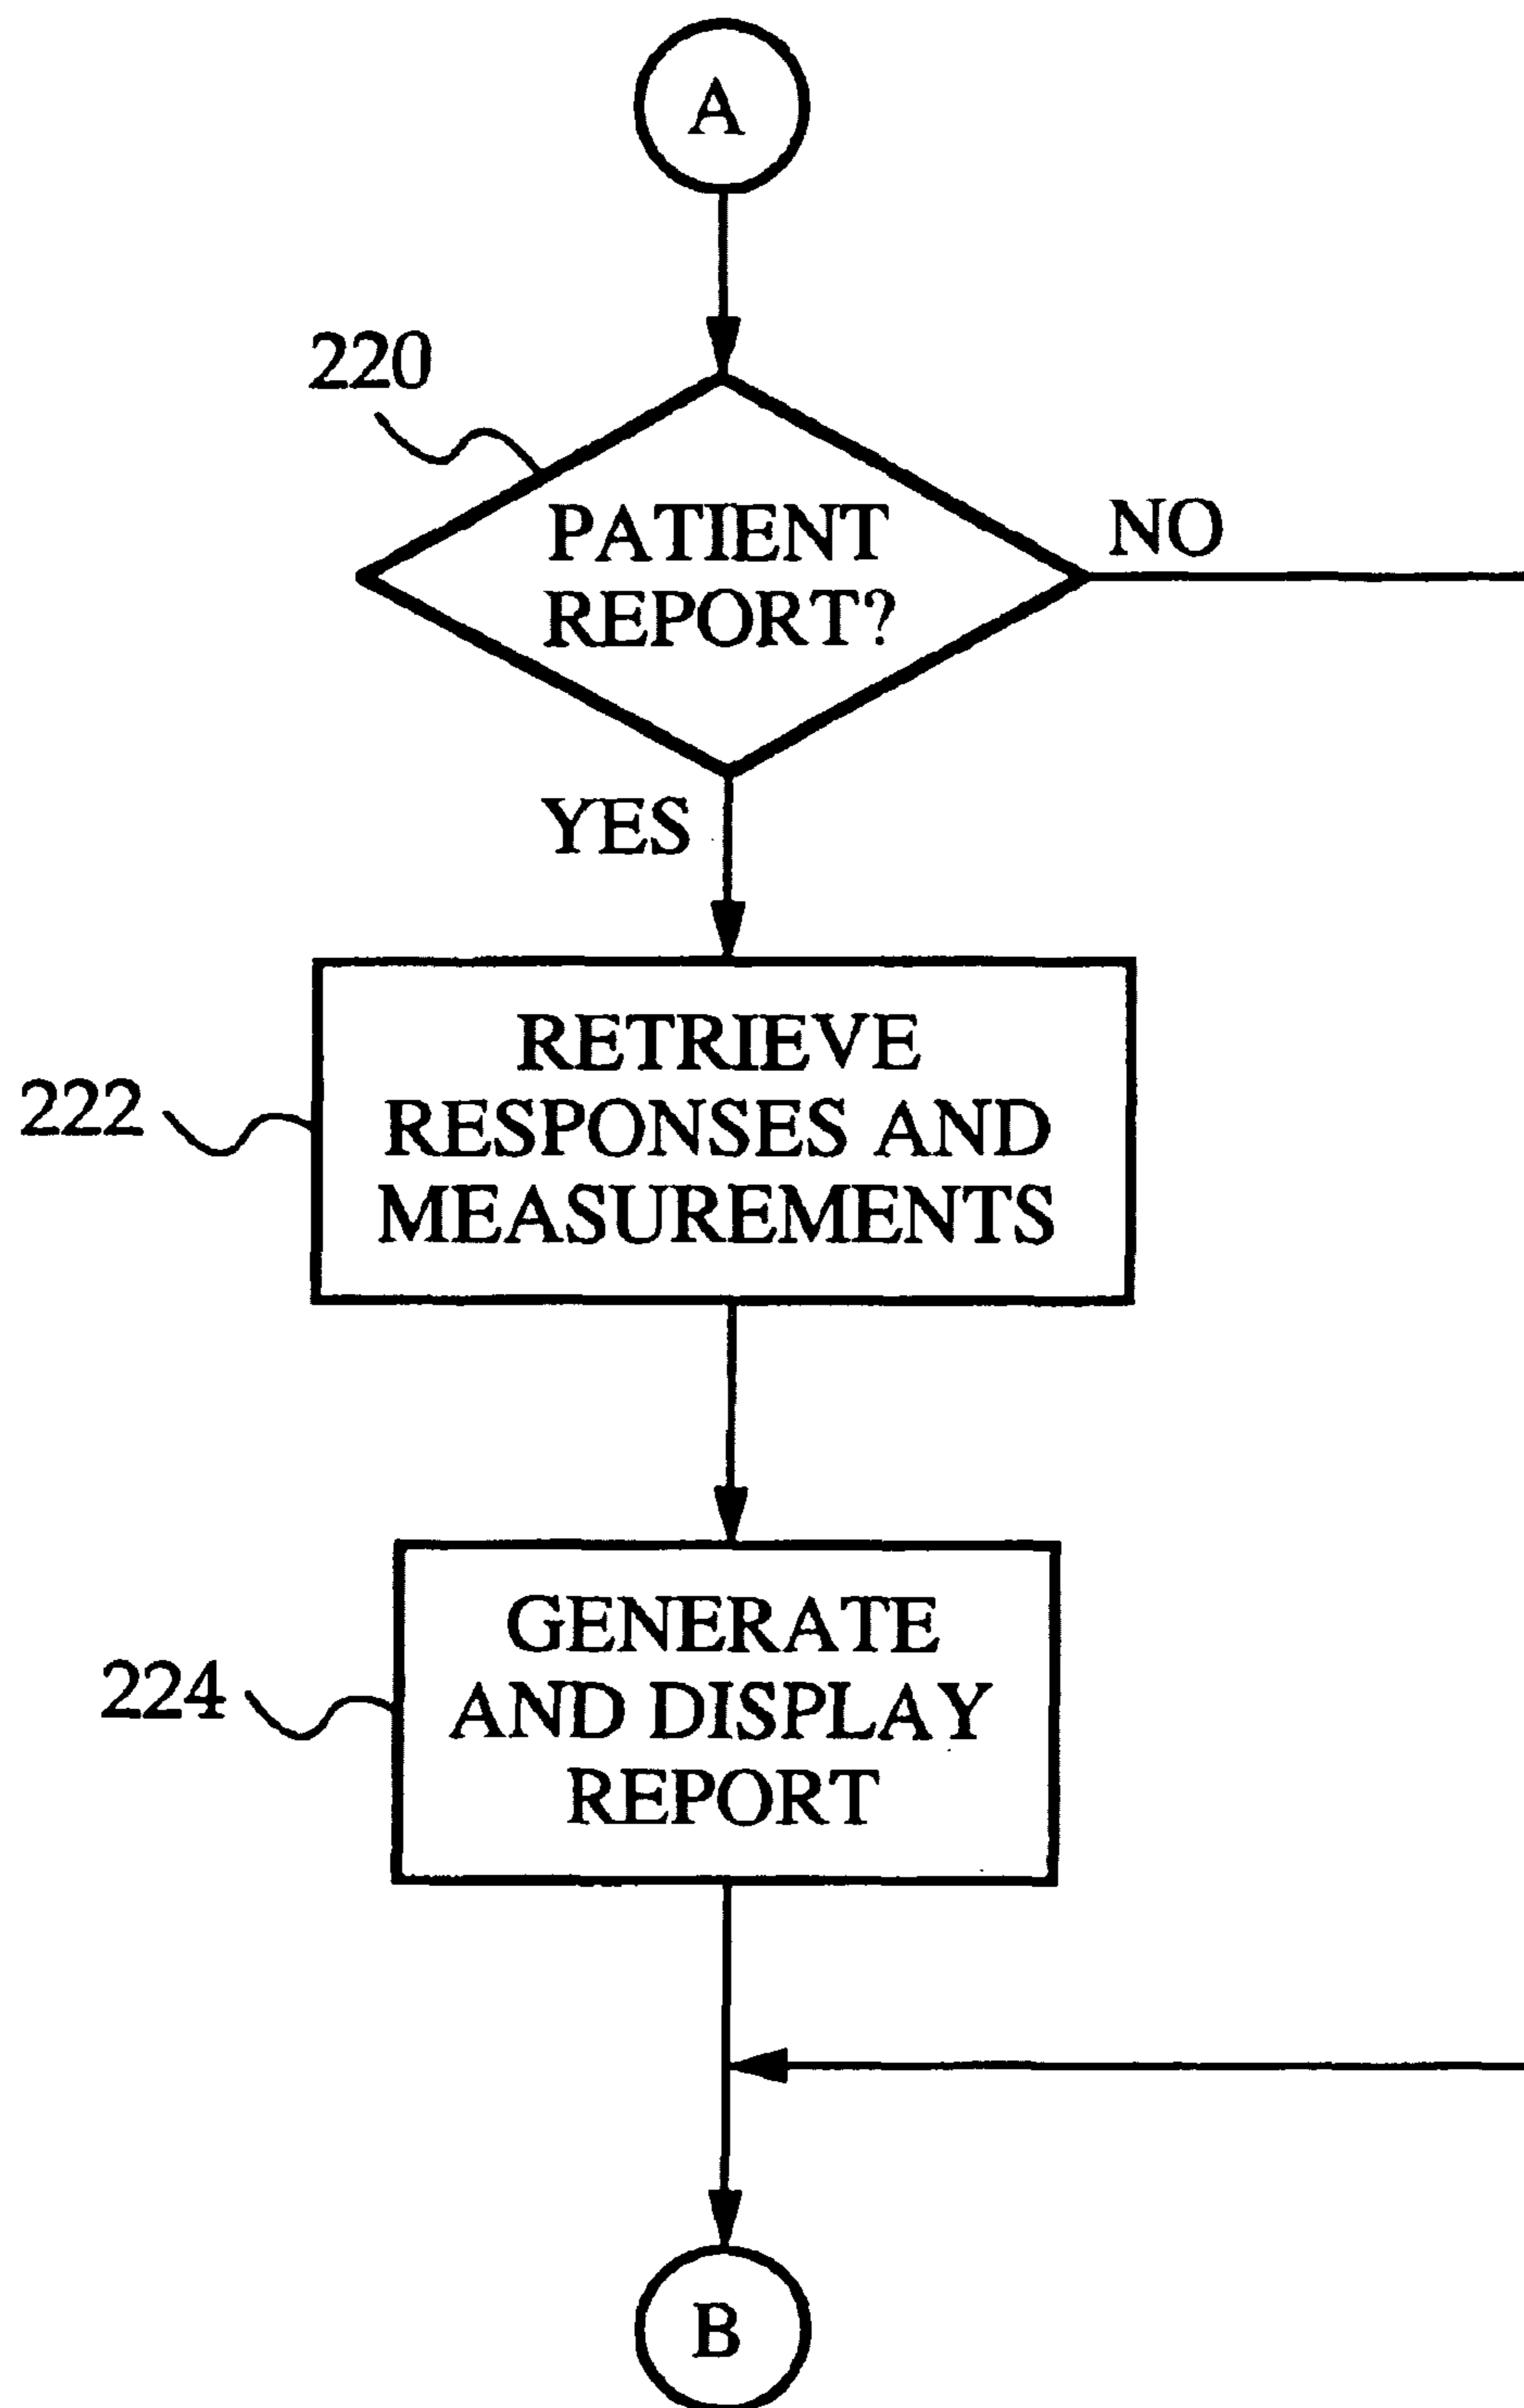 A
220
PATIENT
REPORT?
NO
YES
RETRIEVE
RESPONSES AND
MEASUREMENTS
222
GENERATE
AND DISPLAY
REPORT
224
B